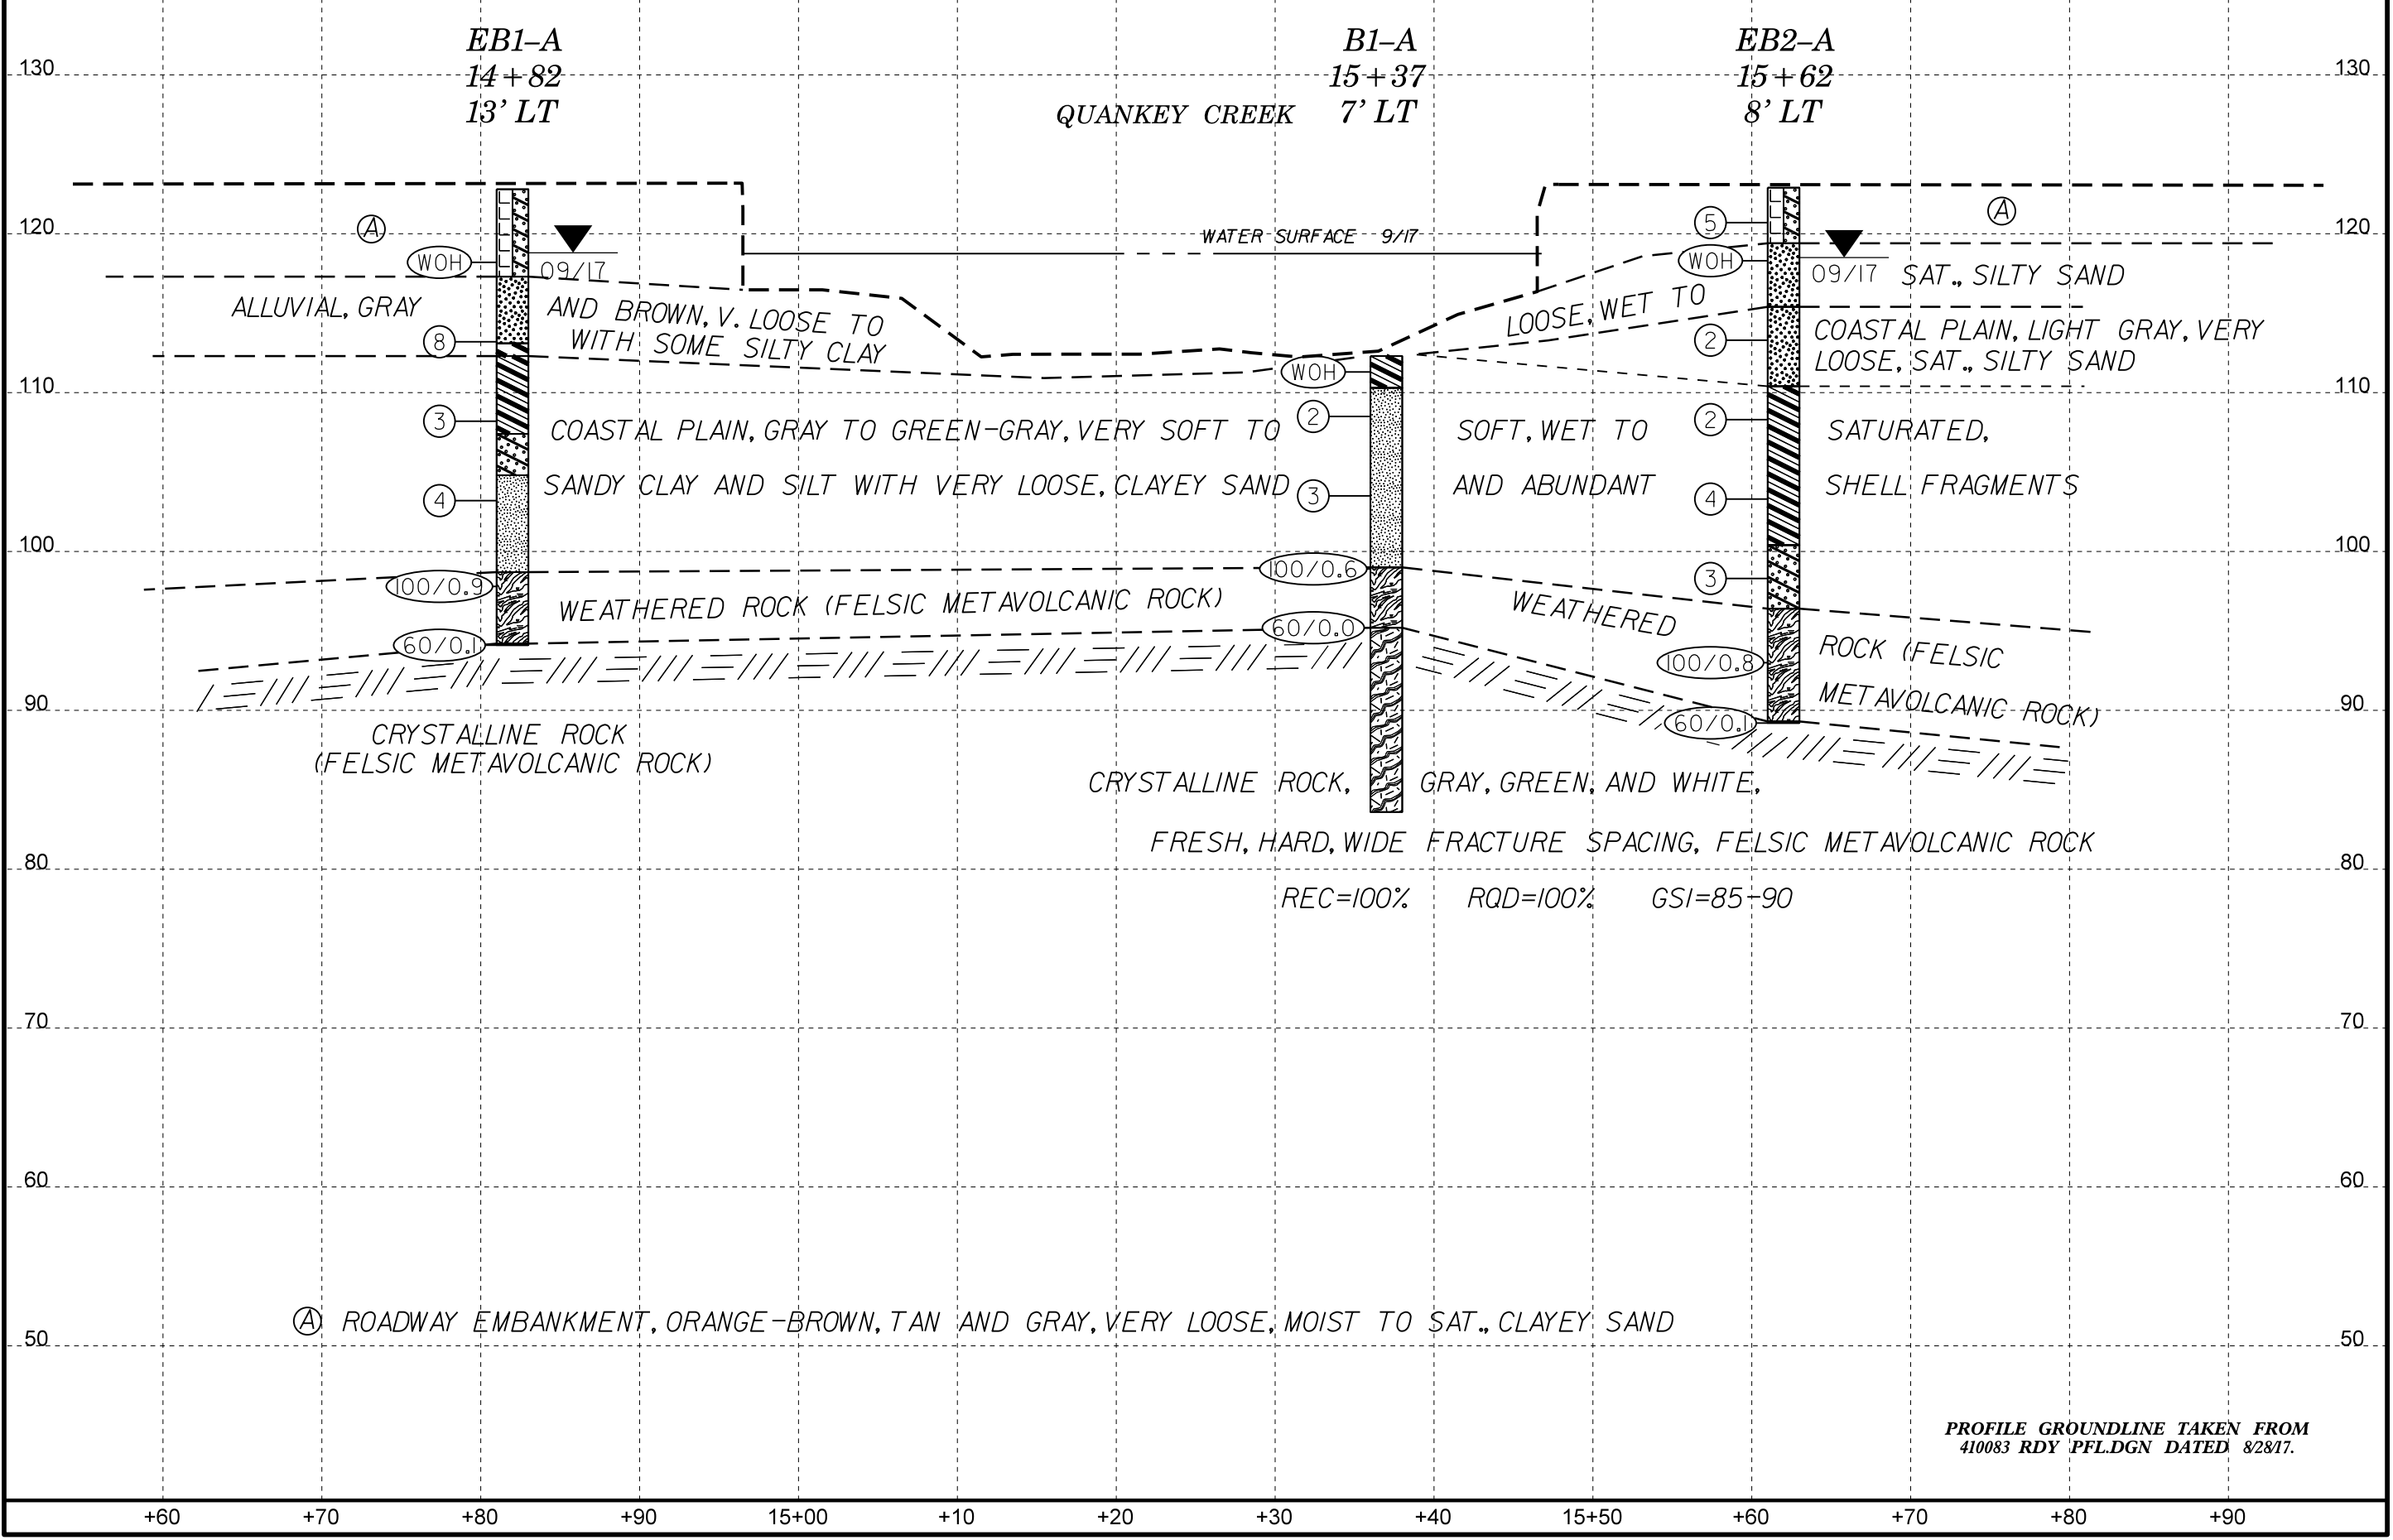 EB1–A B1–A EB2–A
130 14+82 15+37 15+62 130
13' LT QUANKEY CREEK 7' LT 8' LT
120 A WATER SURFACE 9/17 5 A 120
WOH 09/17 WOH 09/17 SAT., SILTY SAND
ALLUVIAL, GRAY AND BROWN, V. LOOSE TO LOOSE, WET TO
8 WITH SOME SILTY CLAY 2 COASTAL PLAIN, LIGHT GRAY, VERY
LOOSE, SAT., SILTY SAND
110 WOH 110
3 COASTAL PLAIN, GRAY TO GREEN-GRAY, VERY SOFT TO 2 SOFT, WET TO 2 SATURATED,
4 SANDY CLAY AND SILT WITH VERY LOOSE, CLAYEY SAND 3 AND ABUNDANT 4 SHELL FRAGMENTS
100 100
100/0.9 100/0.6 3
WEATHERED ROCK (FELSIC METAVOLCANIC ROCK) WEATHERED
60/0.1 60/0.0 100/0.8 ROCK (FELSIC
90 60/0.1 METAVOLCANIC ROCK) 90
CRYSTALLINE ROCK
(FELSIC METAVOLCANIC ROCK)
CRYSTALLINE ROCK, GRAY, GREEN, AND WHITE,
FRESH, HARD, WIDE FRACTURE SPACING, FELSIC METAVOLCANIC ROCK
80 80
REC=100% RQD=100% GSI=85-90
70 70
60 60
A ROADWAY EMBANKMENT, ORANGE-BROWN, TAN AND GRAY, VERY LOOSE, MOIST TO SAT., CLAYEY SAND
50 50
PROFILE GROUNDLINE TAKEN FROM
410083 RDY PFL.DGN DATED 8/28/17.
+60 +70 +80 +90 15+00 +10 +20 +30 +40 15+50 +60 +70 +80 +90